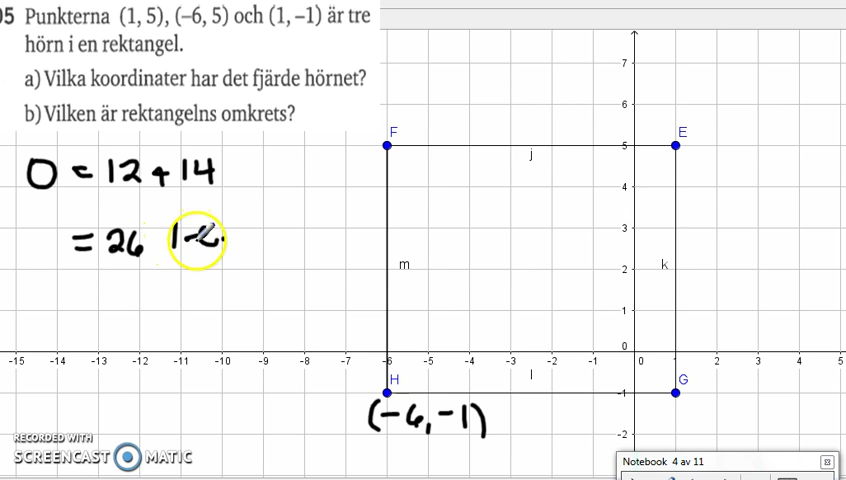 05 Punkterna (1, 5), (–6, 5) och (1, –1) är tre
hörn i en rektangel.
a) Vilka koordinater har det fjärde hörnet?
b) Vilken är rektangelns omkrets?
O = 12 + 14
= 26
F
E
j
m
k
l
H
G
(-6, -1)
7
6
5
4
3
2
1
0
-1
-2
-15 -14 -13 -12 -11 -10 -9 -8 -7 -6 -5 -4 -3 -2 -1 0 1 2 3 4 5
RECORDED WITH
SCREENCAST MATIC
Notebook 4 av 11